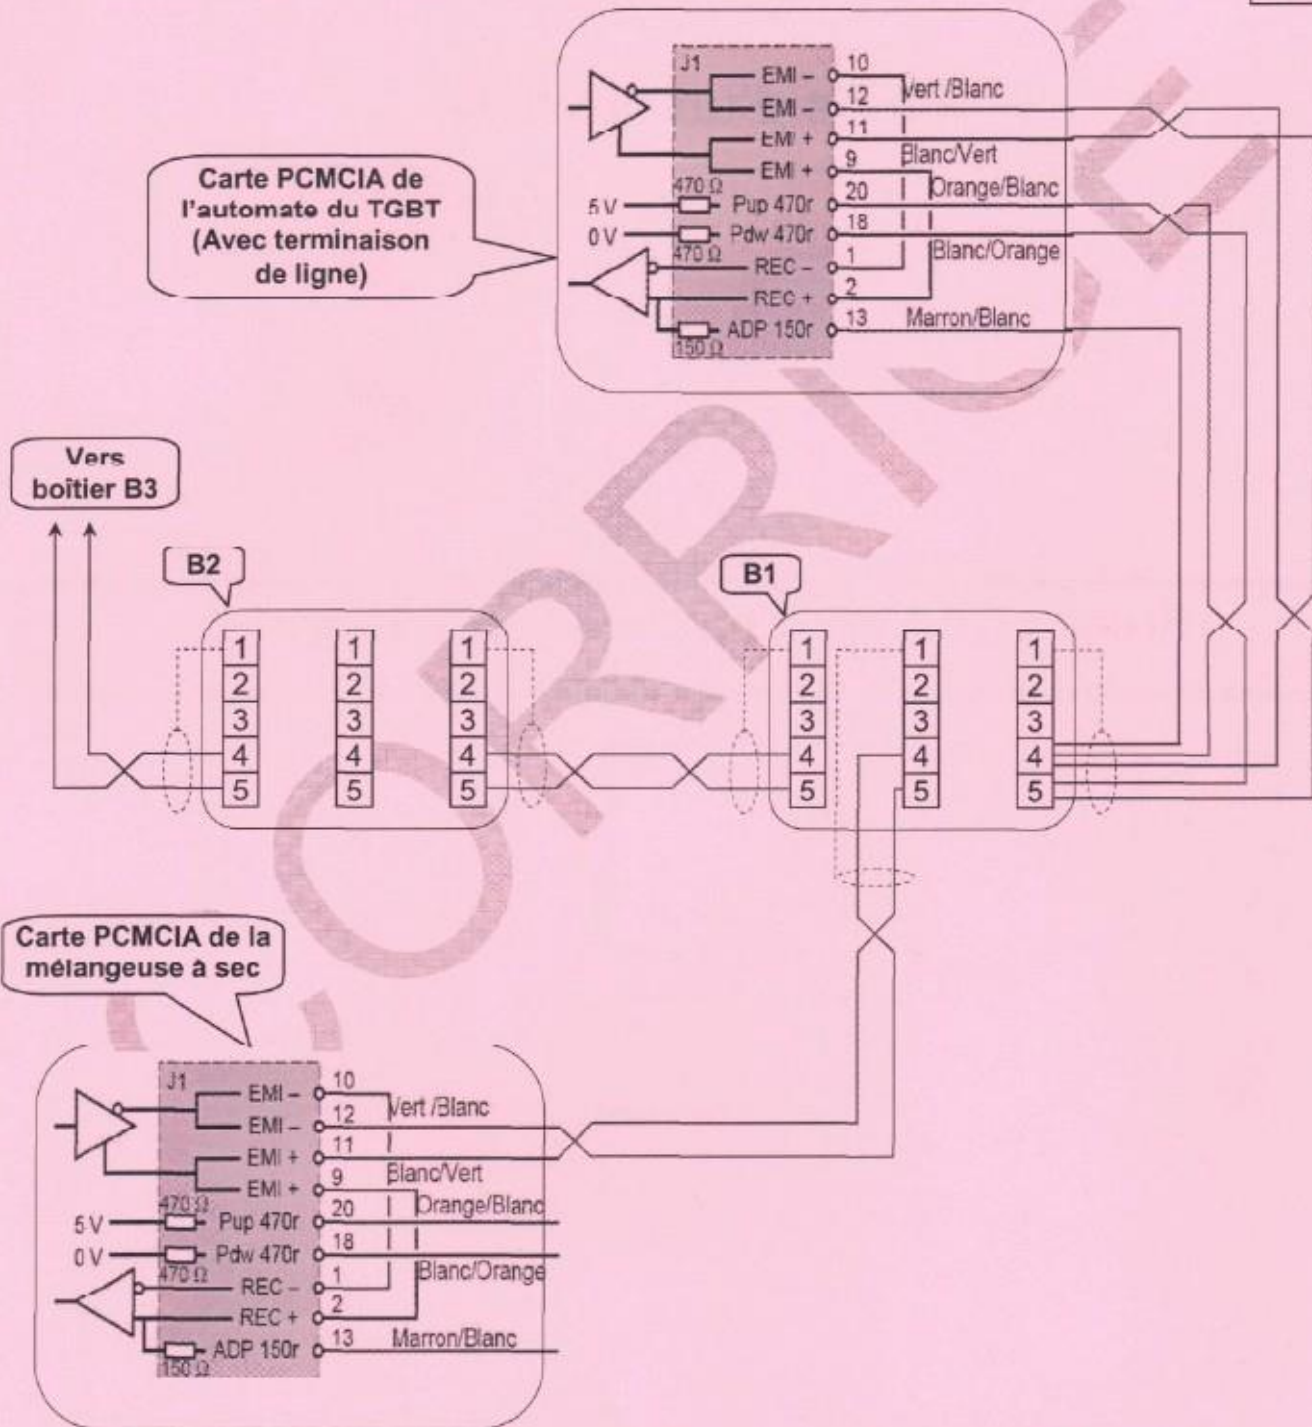 J1
EMI –
10
EMI –
12
Vert /Blanc
EMI +
11
EMI +
9
Blanc/Vert
470 Ω
5 V
Pup 470r
20
Orange/Blanc
0 V
Pdw 470r
18
470 Ω
REC –
1
Blanc/Orange
REC +
2
ADP 150r
13
Marron/Blanc
150 Ω
Carte PCMCIA de
l'automate du TGBT
(Avec terminaison
de ligne)
Vers
boîtier B3
B2
B1
1 1 1 1 1 1
2 2 2 2 2 2
3 3 3 3 3 3
4 4 4 4 4 4
5 5 5 5 5 5
Carte PCMCIA de la
mélangeuse à sec
J1
EMI –
10
EMI –
12
Vert /Blanc
EMI +
11
EMI +
9
Blanc/Vert
470 Ω
5 V
Pup 470r
20
Orange/Blanc
0 V
Pdw 470r
18
470 Ω
REC –
1
Blanc/Orange
REC +
2
ADP 150r
13
Marron/Blanc
150 Ω
CORRIGE